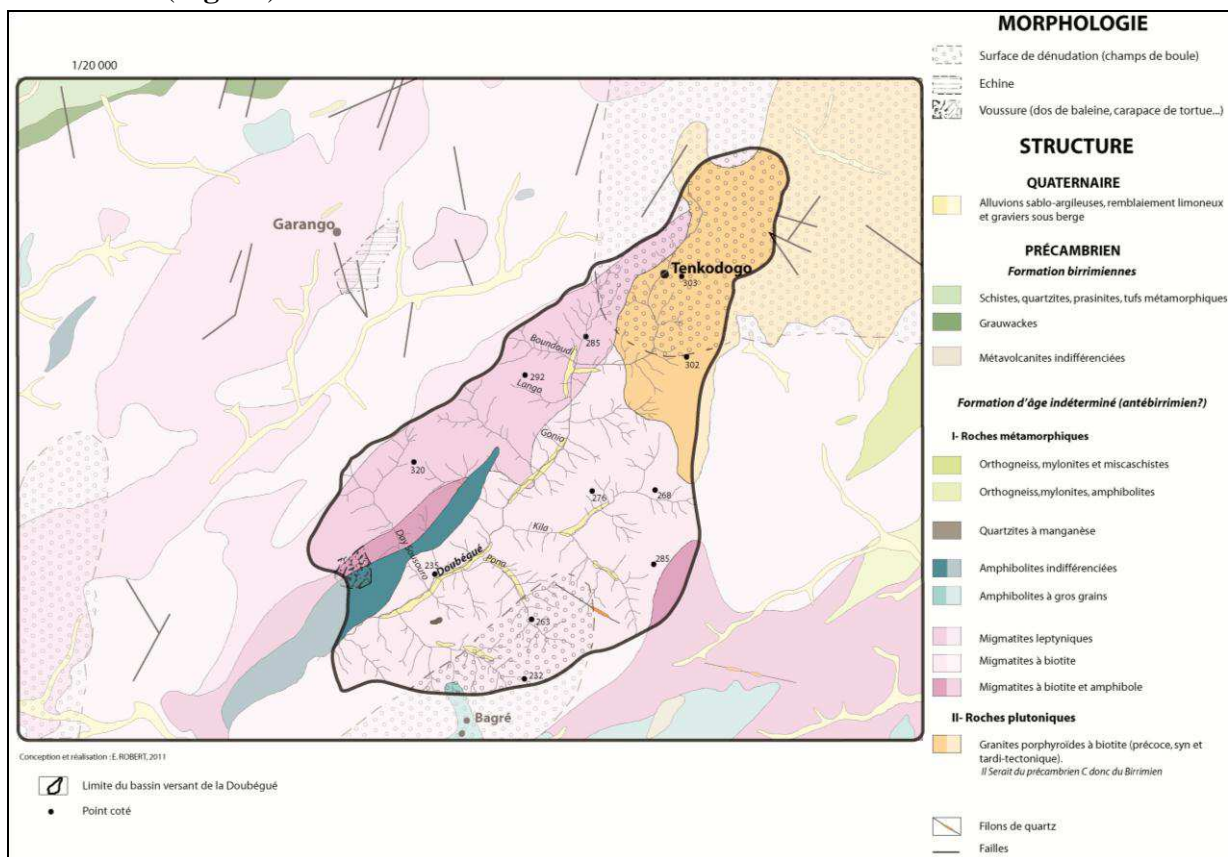 MORPHOLOGIE
Surface de dénudation (champs de boule)
Echine
Voussure (dos de baleine, carapace de tortue...)
STRUCTURE
QUATERNAIRE
Alluvions sablo-argileuses, remblaiement limoneux
et graviers sous berge
PRÉCAMBRIEN
Formation birrimiennes
Schistes, quartzites, prasinites, tufs métamorphiques
Grauwackes
Métavolcanites indifférenciées
Formation d'âge indéterminé (antébirrimien?)
I- Roches métamorphiques
Orthogneiss, mylonites et miscaschistes
Orthogneiss,mylonites, amphibolites
Quartzites à manganèse
Amphibolites indifférenciées
Amphibolites à gros grains
Migmatites leptyniques
Migmatites à biotite
Migmatites à biotite et amphibole
II- Roches plutoniques
Granites porphyroïdes à biotite (précoce, syn et
tardi-tectonique).
Il Serait du précambrien C donc du Birrimien
Filons de quartz
Failles
1/20 000
Garango
Tenkodogo
303
Boundoudi
285
302
292
Langa
Gonio
320
276
268
Kila
Doubégué
Day Sousoura
235
Pona
285
263
232
Bagré
Conception et réalisation : E. ROBERT, 2011
Limite du bassin versant de la Doubégué
Point coté